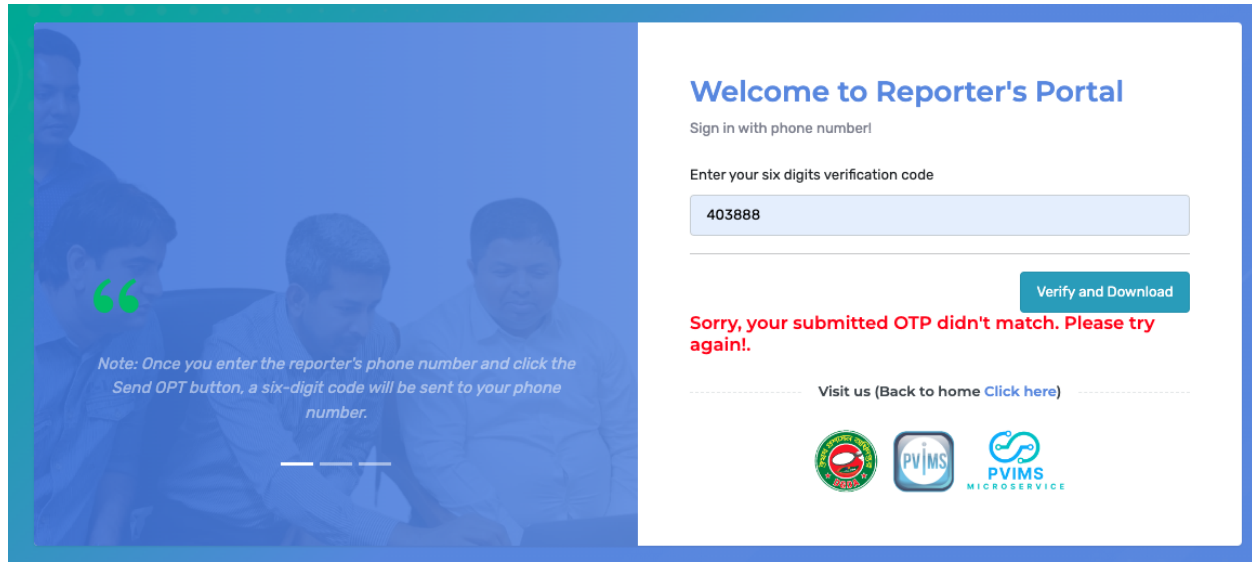 Welcome to Reporter's Portal
Sign in with phone number!
Enter your six digits verification code
403888
Verify and Download
Sorry, your submitted OTP didn't match. Please try
again!.
Visit us (Back to home Click here)
“
Note: Once you enter the reporter's phone number and click the
Send OPT button, a six-digit code will be sent to your phone
number.
DGDA
PViMS
PVIMS
MICROSERVICE